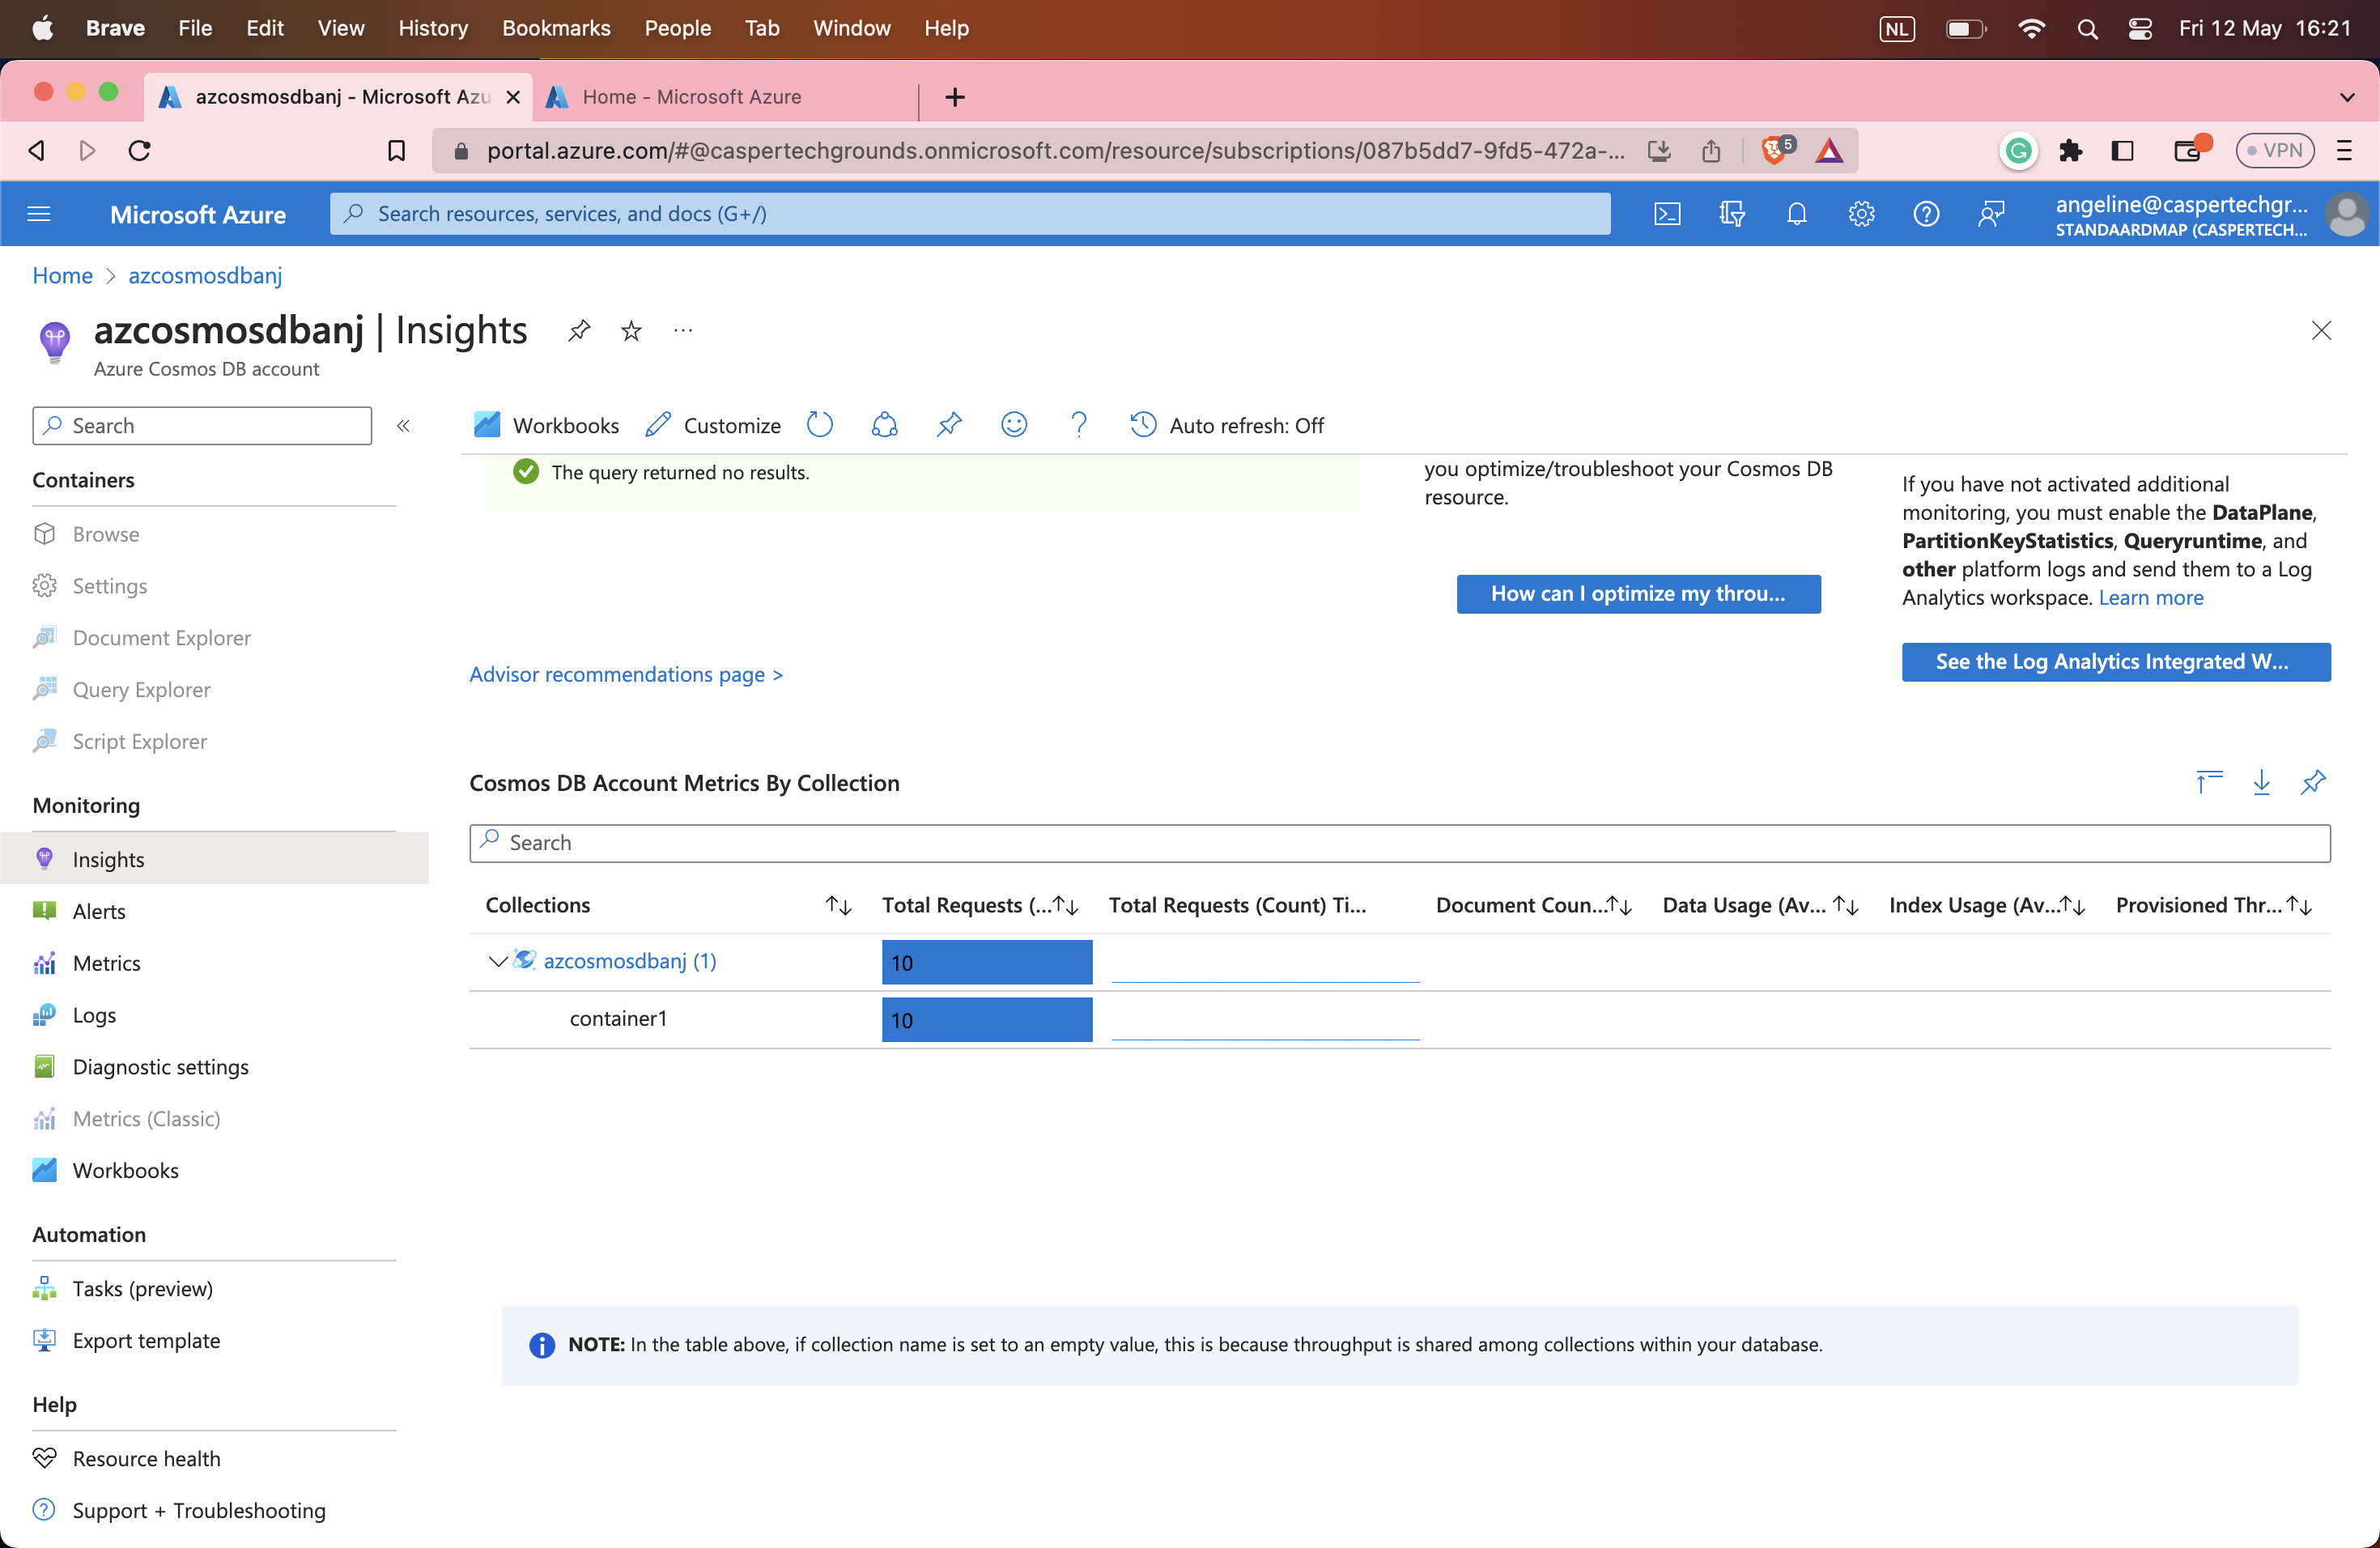 Brave File Edit View History Bookmarks People Tab Window Help NL Fri 12 May 16:21
azcosmosdbanj - Microsoft Azu Home - Microsoft Azure
portal.azure.com/#@caspertechgrounds.onmicrosoft.com/resource/subscriptions/087b5dd7-9fd5-472a-... 5 VPN
Microsoft Azure Search resources, services, and docs (G+/) angeline@caspertechgr...
STANDAARDMAP (CASPERTECH...
Home > azcosmosdbanj
azcosmosdbanj | Insights ...
Azure Cosmos DB account
Search «
Workbooks Customize Auto refresh: Off
Containers
Browse
Settings
Document Explorer
Query Explorer
Script Explorer
Monitoring
Insights
Alerts
Metrics
Logs
Diagnostic settings
Metrics (Classic)
Workbooks
Automation
Tasks (preview)
Export template
Help
Resource health
Support + Troubleshooting
The query returned no results.
Advisor recommendations page >
you optimize/troubleshoot your Cosmos DB
resource.
How can I optimize my throu...
If you have not activated additional
monitoring, you must enable the DataPlane,
PartitionKeyStatistics, Queryruntime, and
other platform logs and send them to a Log
Analytics workspace. Learn more
See the Log Analytics Integrated W...
Cosmos DB Account Metrics By Collection
Search
Collections Total Requests (... Total Requests (Count) Ti... Document Coun... Data Usage (Av... Index Usage (Av... Provisioned Thr...
azcosmosdbanj (1) 10
container1 10
NOTE: In the table above, if collection name is set to an empty value, this is because throughput is shared among collections within your database.